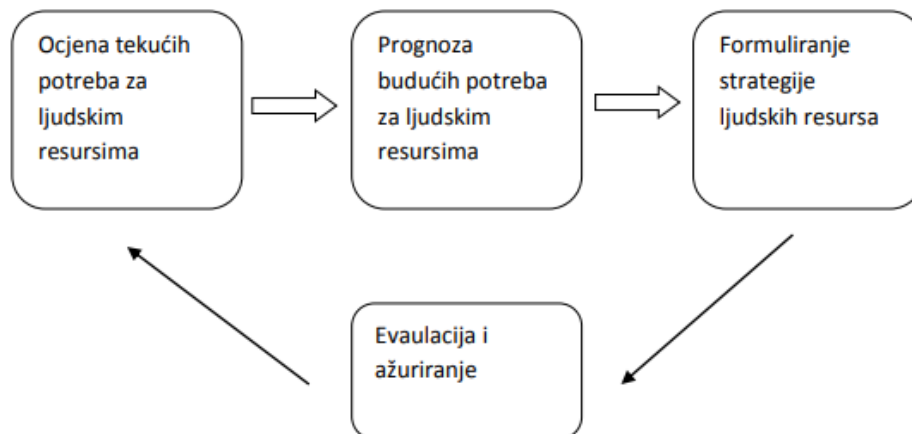 Ocjena tekućih
potreba za
ljudskim
resursima
Prognoza
budućih potreba
za ljudskim
resursima
Formuliranje
strategije
ljudskih resursa
Evaulacija i
ažuriranje